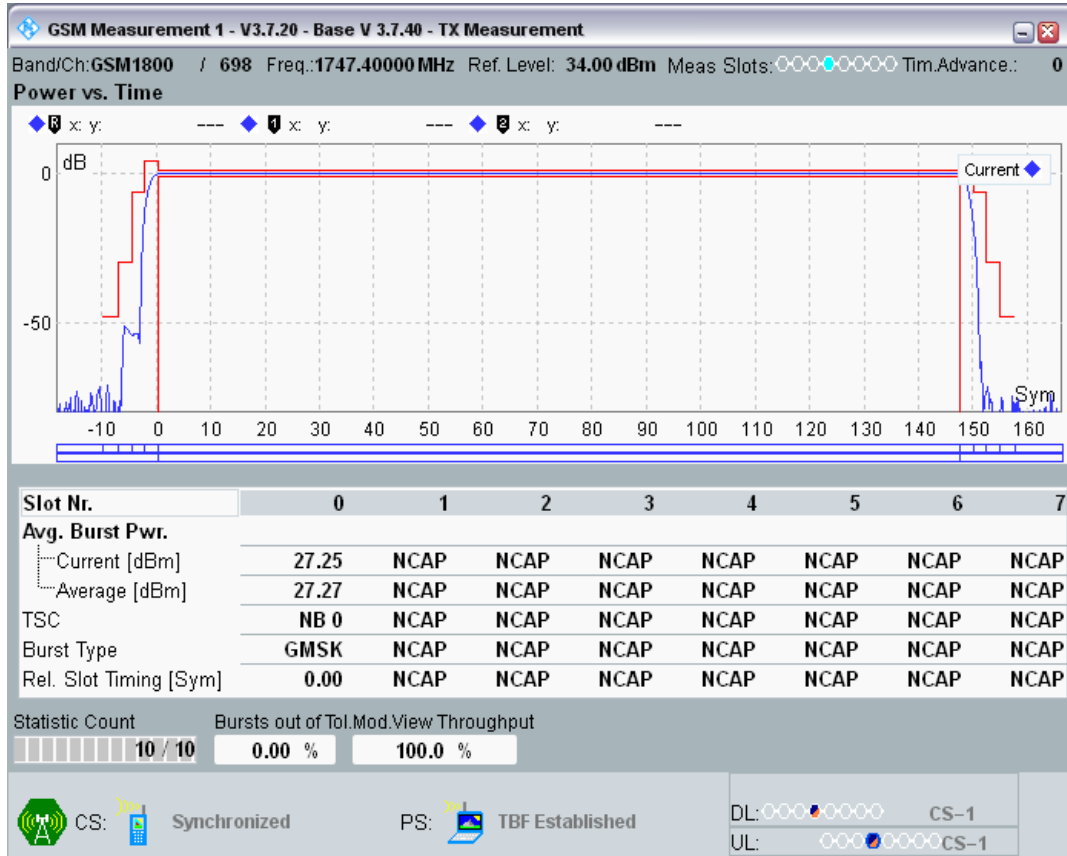 GSM Measurement 1 - V3.7.20 - Base V 3.7.40 - TX Measurement
Band/Ch:GSM1800 / 698 Freq.:1747.40000 MHz Ref. Level: 34.00 dBm Meas Slots: Tim.Advance.: 0
Power vs. Time
R x: y: --- 1 x: y: --- 2 x: y: ---
dB
Current
0
-50
Sym
-10 0 10 20 30 40 50 60 70 80 90 100 110 120 130 140 150 160
Slot Nr. 0 1 2 3 4 5 6 7
Avg. Burst Pwr.
Current [dBm] 27.25 NCAP NCAP NCAP NCAP NCAP NCAP NCAP
Average [dBm] 27.27 NCAP NCAP NCAP NCAP NCAP NCAP NCAP
TSC NB 0 NCAP NCAP NCAP NCAP NCAP NCAP NCAP
Burst Type GMSK NCAP NCAP NCAP NCAP NCAP NCAP NCAP
Rel. Slot Timing [Sym] 0.00 NCAP NCAP NCAP NCAP NCAP NCAP NCAP
Statistic Count Bursts out of Tol. Mod.View Throughput
10 / 10 0.00 % 100.0 %
CS: Synchronized PS: TBF Established DL: CS-1
UL: CS-1